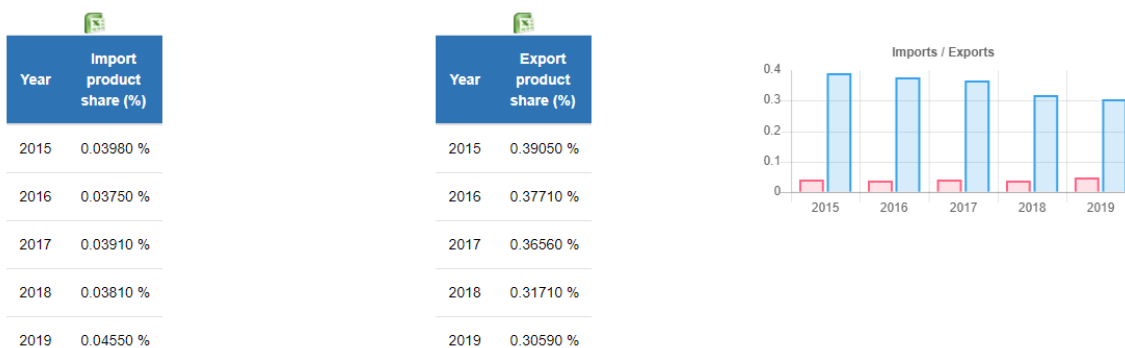 Year Import product share (%)
2015 0.03980 %
2016 0.03750 %
2017 0.03910 %
2018 0.03810 %
2019 0.04550 %
Year Export product share (%)
2015 0.39050 %
2016 0.37710 %
2017 0.36560 %
2018 0.31710 %
2019 0.30590 %
Imports / Exports
0.4
0.3
0.2
0.1
0
2015 2016 2017 2018 2019